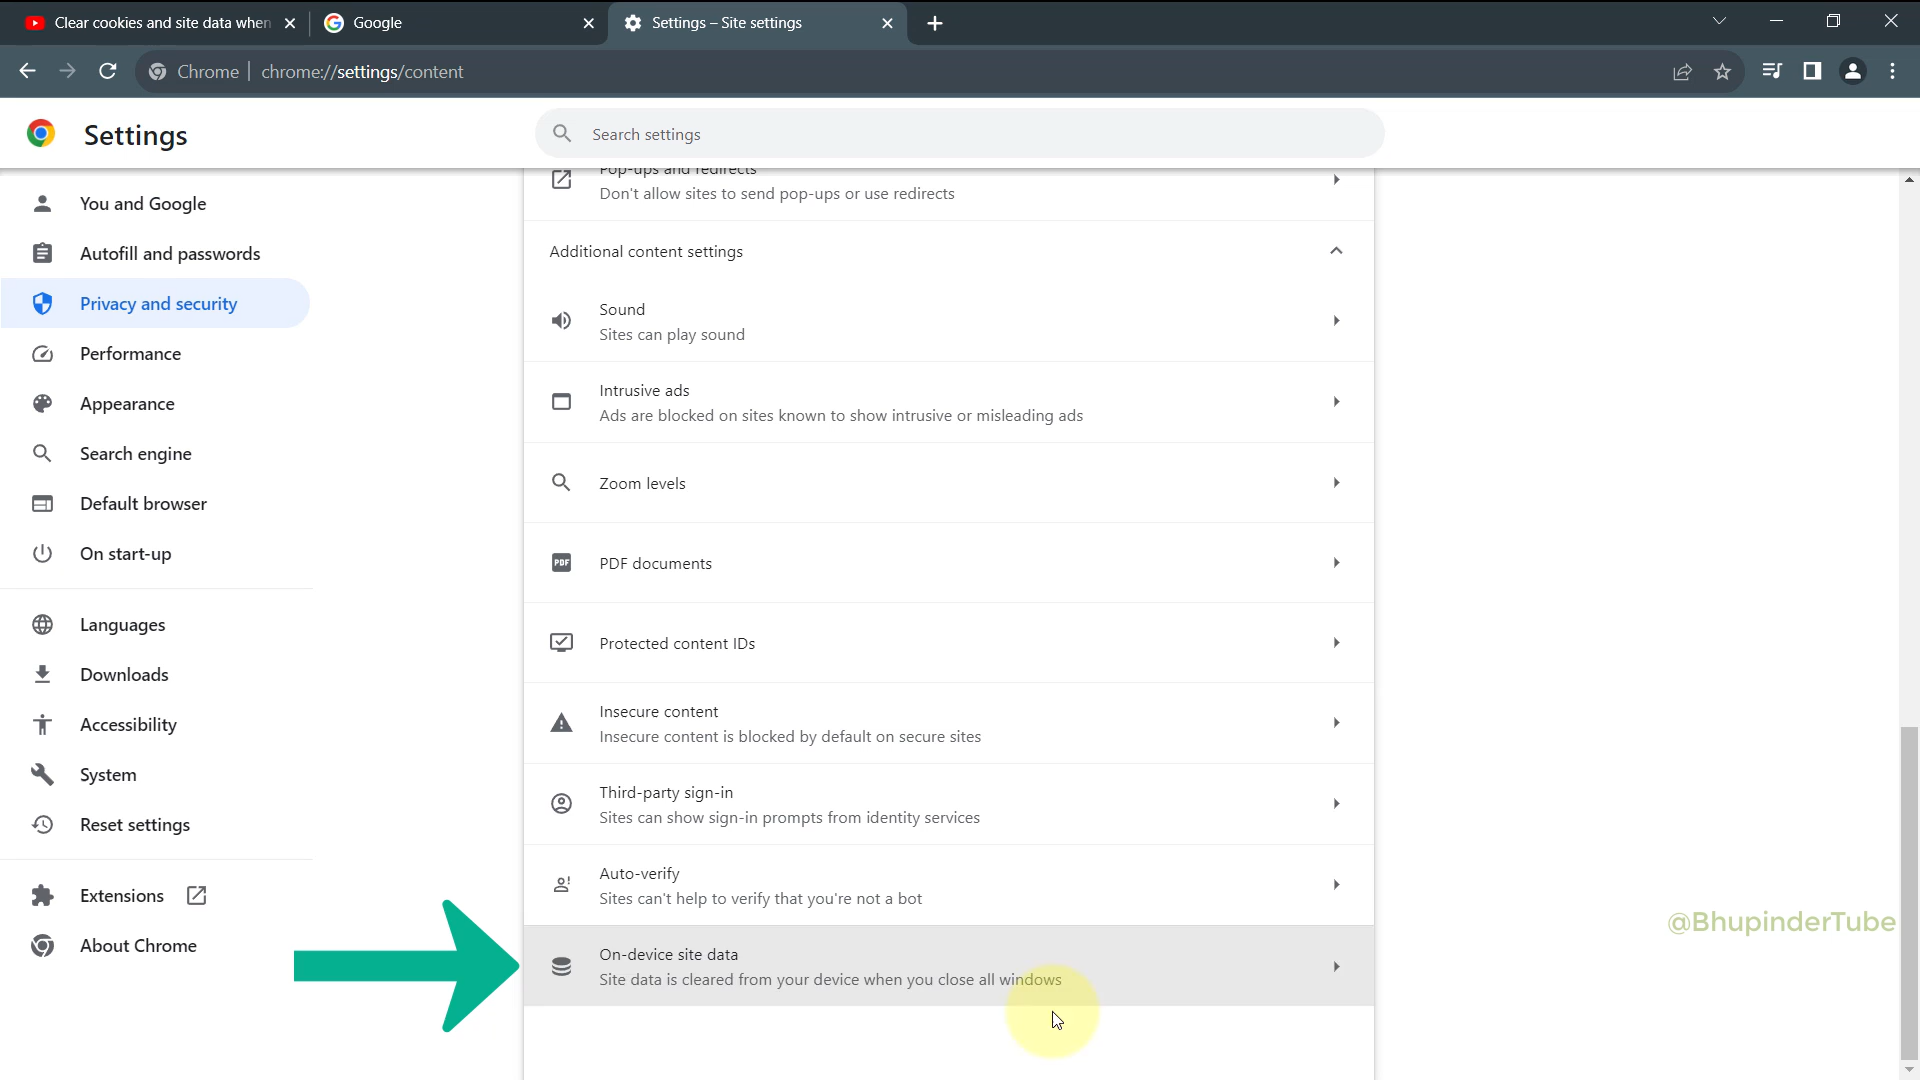 Clear cookies and site data when
Google
Settings – Site settings
Chrome
chrome://settings/content
Settings
Search settings
You and Google
Autofill and passwords
Privacy and security
Performance
Appearance
Search engine
Default browser
On start-up
Languages
Downloads
Accessibility
System
Reset settings
Extensions
About Chrome
Pop-ups and redirects
Don't allow sites to send pop-ups or use redirects
Additional content settings
Sound
Sites can play sound
Intrusive ads
Ads are blocked on sites known to show intrusive or misleading ads
Zoom levels
PDF
PDF documents
Protected content IDs
Insecure content
Insecure content is blocked by default on secure sites
Third-party sign-in
Sites can show sign-in prompts from identity services
Auto-verify
Sites can't help to verify that you're not a bot
On-device site data
Site data is cleared from your device when you close all windows
@BhupinderTube